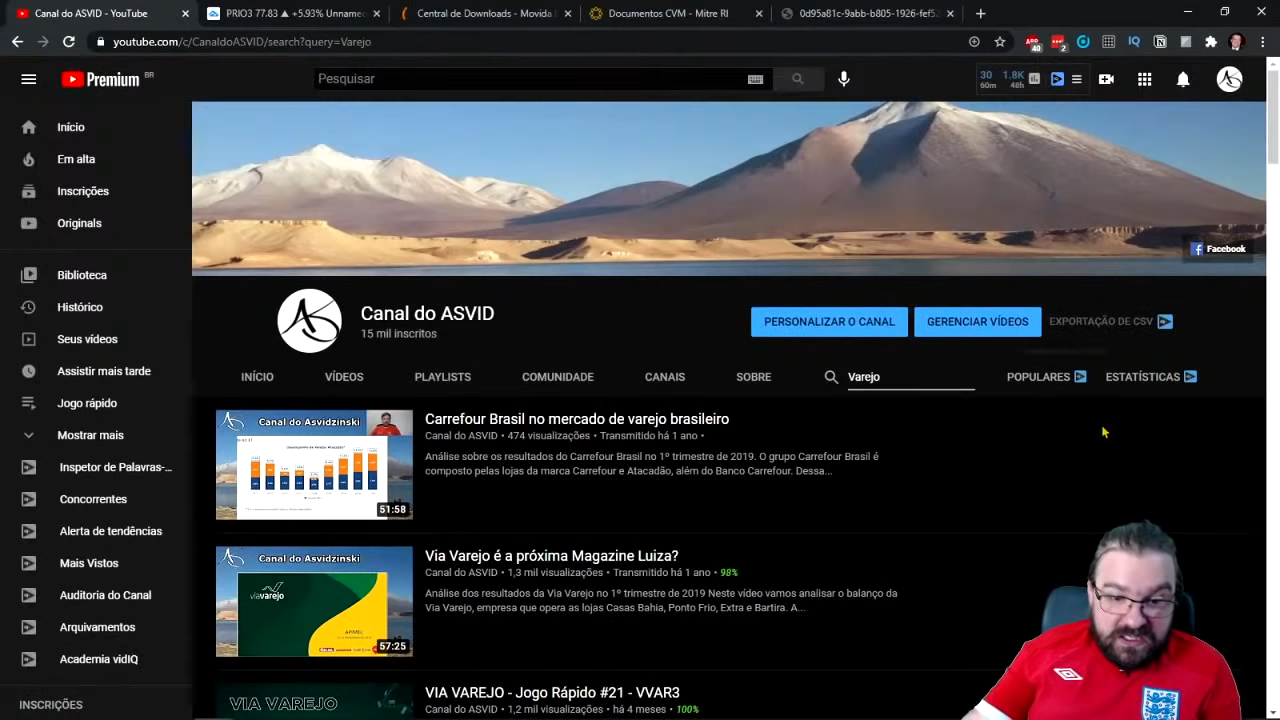 Canal do ASVID - YouTube
PRIO3 77.83 ▲ +5.93% Unname
Central de Downloads - Movida
Documentos CVM - Mitre RI
0d95a81c-9abb-b805-1926-fef52
youtube.com/c/CanaldoASVID/search?query=Varejo
40
2
IQ
Premium BR
Pesquisar
30 1.8K
60m 48h
Início
Em alta
Inscrições
Originals
Biblioteca
Histórico
Seus vídeos
Assistir mais tarde
Jogo rápido
Mostrar mais
Inspetor de Palavras-...
Concorrentes
Alerta de tendências
Mais Vistos
Auditoria do Canal
Arquivamentos
Academia vidIQ
INSCRIÇÕES
Facebook
Canal do ASVID
15 mil inscritos
PERSONALIZAR O CANAL
GERENCIAR VÍDEOS
EXPORTAÇÃO DE CSV
INÍCIO
VÍDEOS
PLAYLISTS
COMUNIDADE
CANAIS
SOBRE
Varejo
POPULARES
ESTATÍSTICAS
Canal do Asvidzinski
51:58
Carrefour Brasil no mercado de varejo brasileiro
Canal do ASVID • 474 visualizações • Transmitido há 1 ano •
Análise sobre os resultados do Carrefour Brasil no 1º trimestre de 2019. O grupo Carrefour Brasil é
composto pelas lojas da marca Carrefour e Atacadão, além do Banco Carrefour. Dessa...
Canal do Asvidzinski
viavarejo
57:25
Via Varejo é a próxima Magazine Luiza?
Canal do ASVID • 1,3 mil visualizações • Transmitido há 1 ano • 98%
Análise dos resultados da Via Varejo no 1º trimestre de 2019 Neste vídeo vamos analisar o balanço da
Via Varejo, empresa que opera as lojas Casas Bahia, Ponto Frio, Extra e Bartira. A...
VIA VAREJO
VIA VAREJO - Jogo Rápido #21 - VVAR3
Canal do ASVID • 1,2 mil visualizações • há 4 meses • 100%